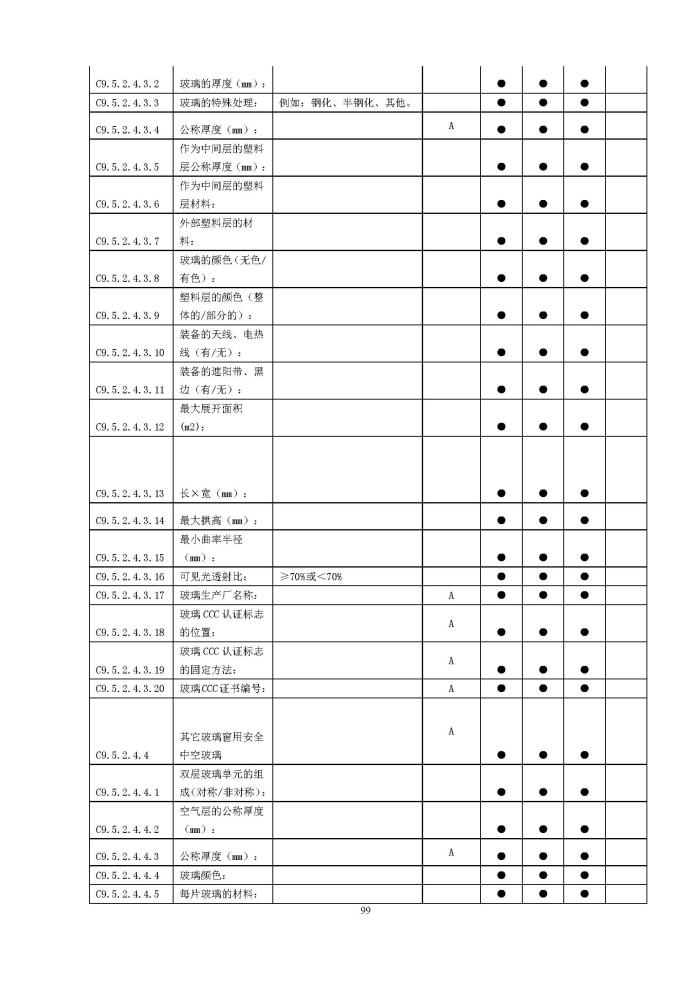 C9.5.2.4.3.2 玻璃的厚度（mm）： ● ● ●
C9.5.2.4.3.3 玻璃的特殊处理： 例如：钢化、半钢化、其他。 ● ● ●
C9.5.2.4.3.4 公称厚度（mm）： A ● ● ●
作为中间层的塑料
C9.5.2.4.3.5 层公称厚度（mm）： ● ● ●
作为中间层的塑料
C9.5.2.4.3.6 层材料： ● ● ●
外部塑料层的材
C9.5.2.4.3.7 料： ● ● ●
玻璃的颜色（无色/
C9.5.2.4.3.8 有色）： ● ● ●
塑料层的颜色（整
C9.5.2.4.3.9 体的/部分的）： ● ● ●
装备的天线、电热
C9.5.2.4.3.10 线（有/无）： ● ● ●
装备的遮阳带、黑
C9.5.2.4.3.11 边（有/无）： ● ● ●
最大展开面积
C9.5.2.4.3.12 (m2)： ● ● ●
C9.5.2.4.3.13 长×宽（mm）： ● ● ●
C9.5.2.4.3.14 最大拱高（mm）： ● ● ●
最小曲率半径
C9.5.2.4.3.15 （mm）： ● ● ●
C9.5.2.4.3.16 可见光透射比： ≥70%或＜70% ● ● ●
C9.5.2.4.3.17 玻璃生产厂名称： A ● ● ●
玻璃 CCC 认证标志
C9.5.2.4.3.18 的位置： A ● ● ●
玻璃 CCC 认证标志
C9.5.2.4.3.19 的固定方法： A ● ● ●
C9.5.2.4.3.20 玻璃CCC证书编号： A ● ● ●
其它玻璃窗用安全
C9.5.2.4.4 中空玻璃 A ● ● ●
双层玻璃单元的组
C9.5.2.4.4.1 成(对称/非对称)： ● ● ●
空气层的公称厚度
C9.5.2.4.4.2 （mm）： ● ● ●
C9.5.2.4.4.3 公称厚度（mm）： A ● ● ●
C9.5.2.4.4.4 玻璃颜色： ● ● ●
C9.5.2.4.4.5 每片玻璃的材料： ● ● ●
99